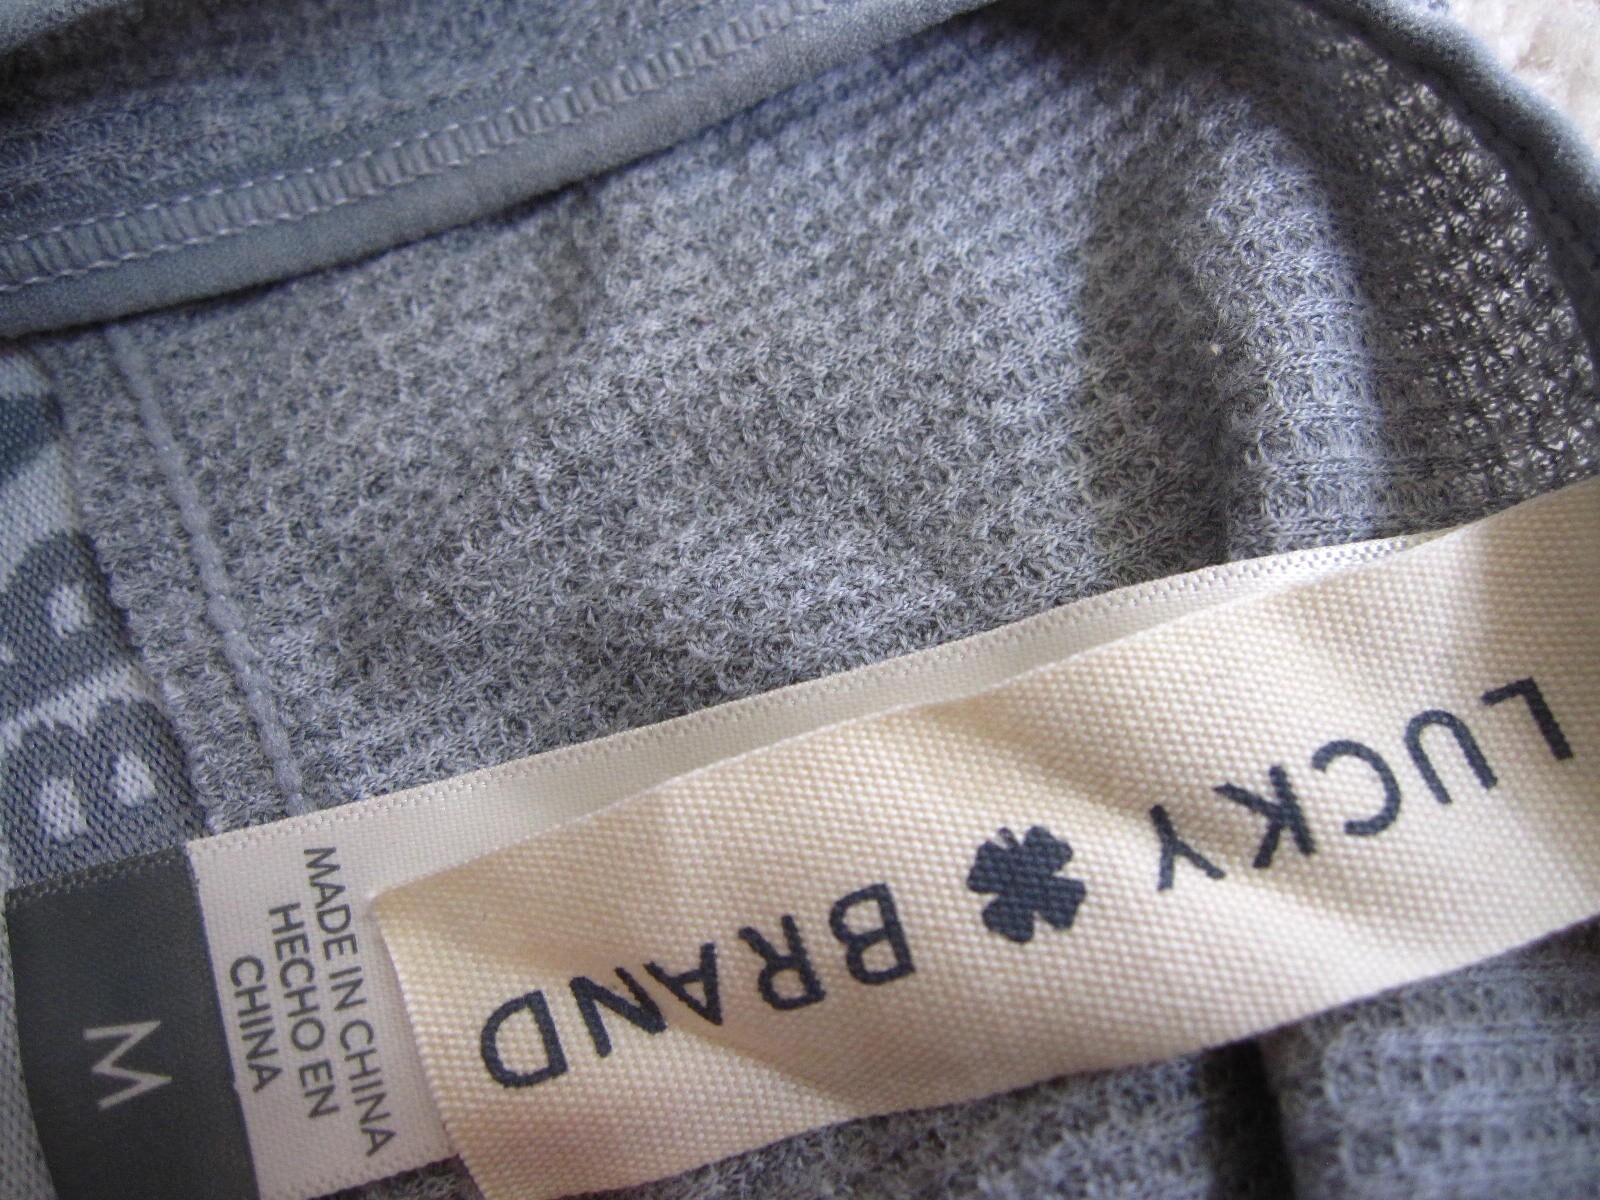 LUCKY BRAND
MADE IN CHINA
HECHO EN
CHINA
M